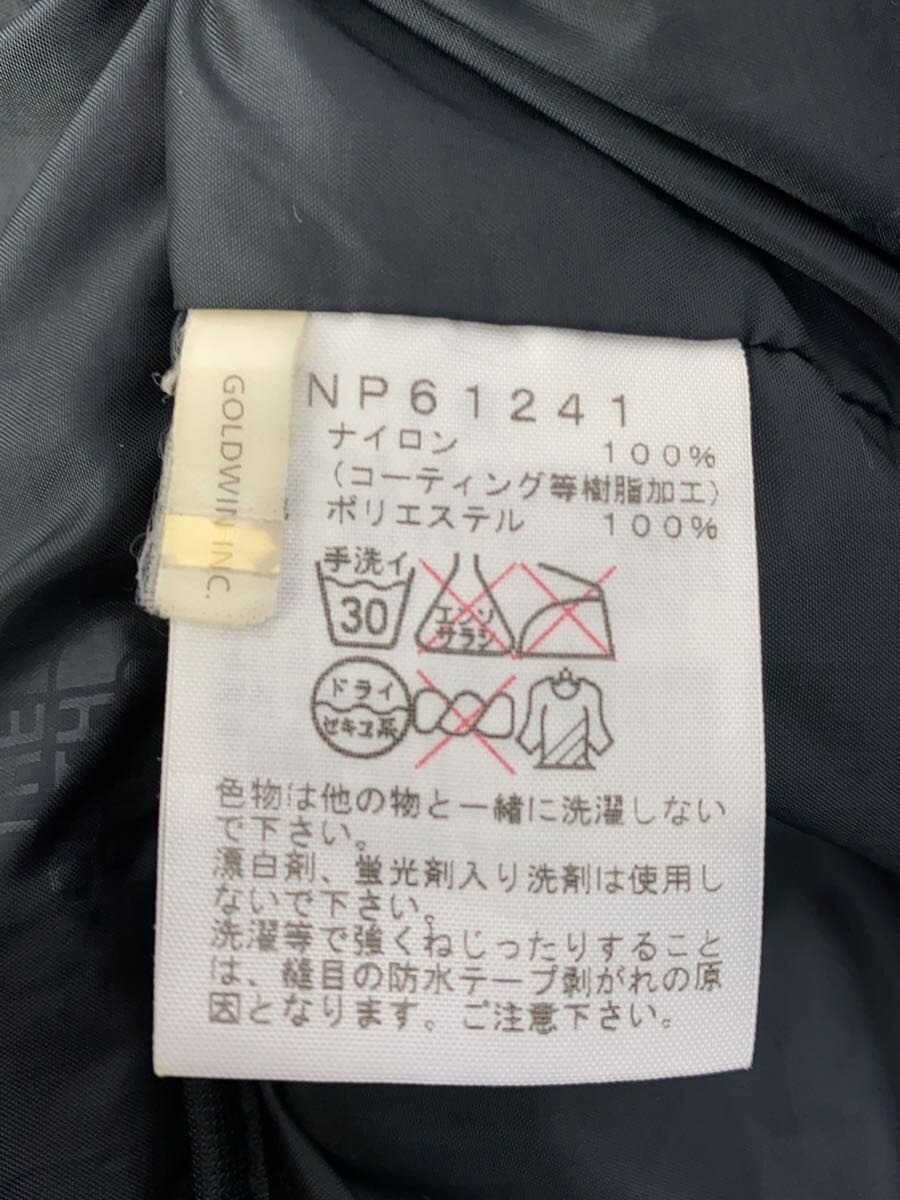 GOLDWIN INC.
NP61241
ナイロン 100%
(コーティング等樹脂加工)
ポリエステル 100%
手洗イ
30
エンソ
サラシ
ドライ
セキユ系
色物は他の物と一緒に洗濯しない
で下さい。
漂白剤、蛍光剤入り洗剤は使用し
ないで下さい。
洗濯等で強くねじったりすること
は、縫目の防水テープ剥がれの原
因となります。ご注意下さい。